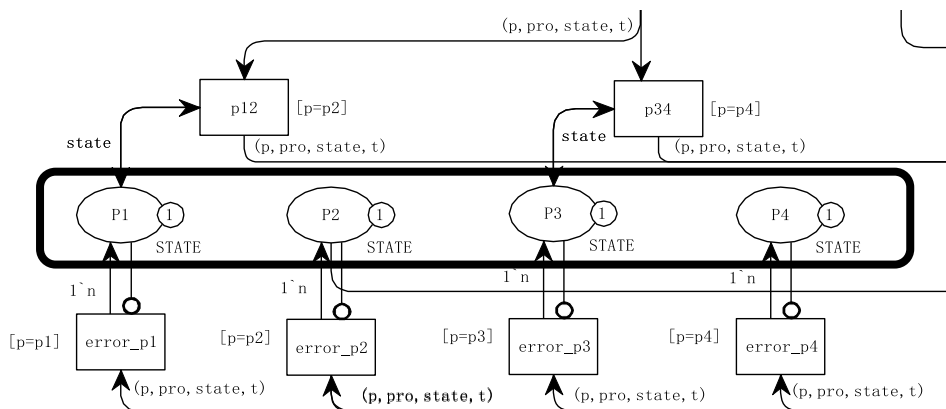 (p,pro,state,t)
p12
[p=p2]
p34
[p=p4]
state
(p,pro,state,t)
state
(p,pro,state,t)
P1
1
P2
1
P3
1
P4
1
STATE
STATE
STATE
STATE
1`n
1`n
1`n
1`n
[p=p1]
error_p1
[p=p2]
error_p2
[p=p3]
error_p3
[p=p4]
error_p4
(p,pro,state,t)
(p,pro,state,t)
(p,pro,state,t)
(p,pro,state,t)